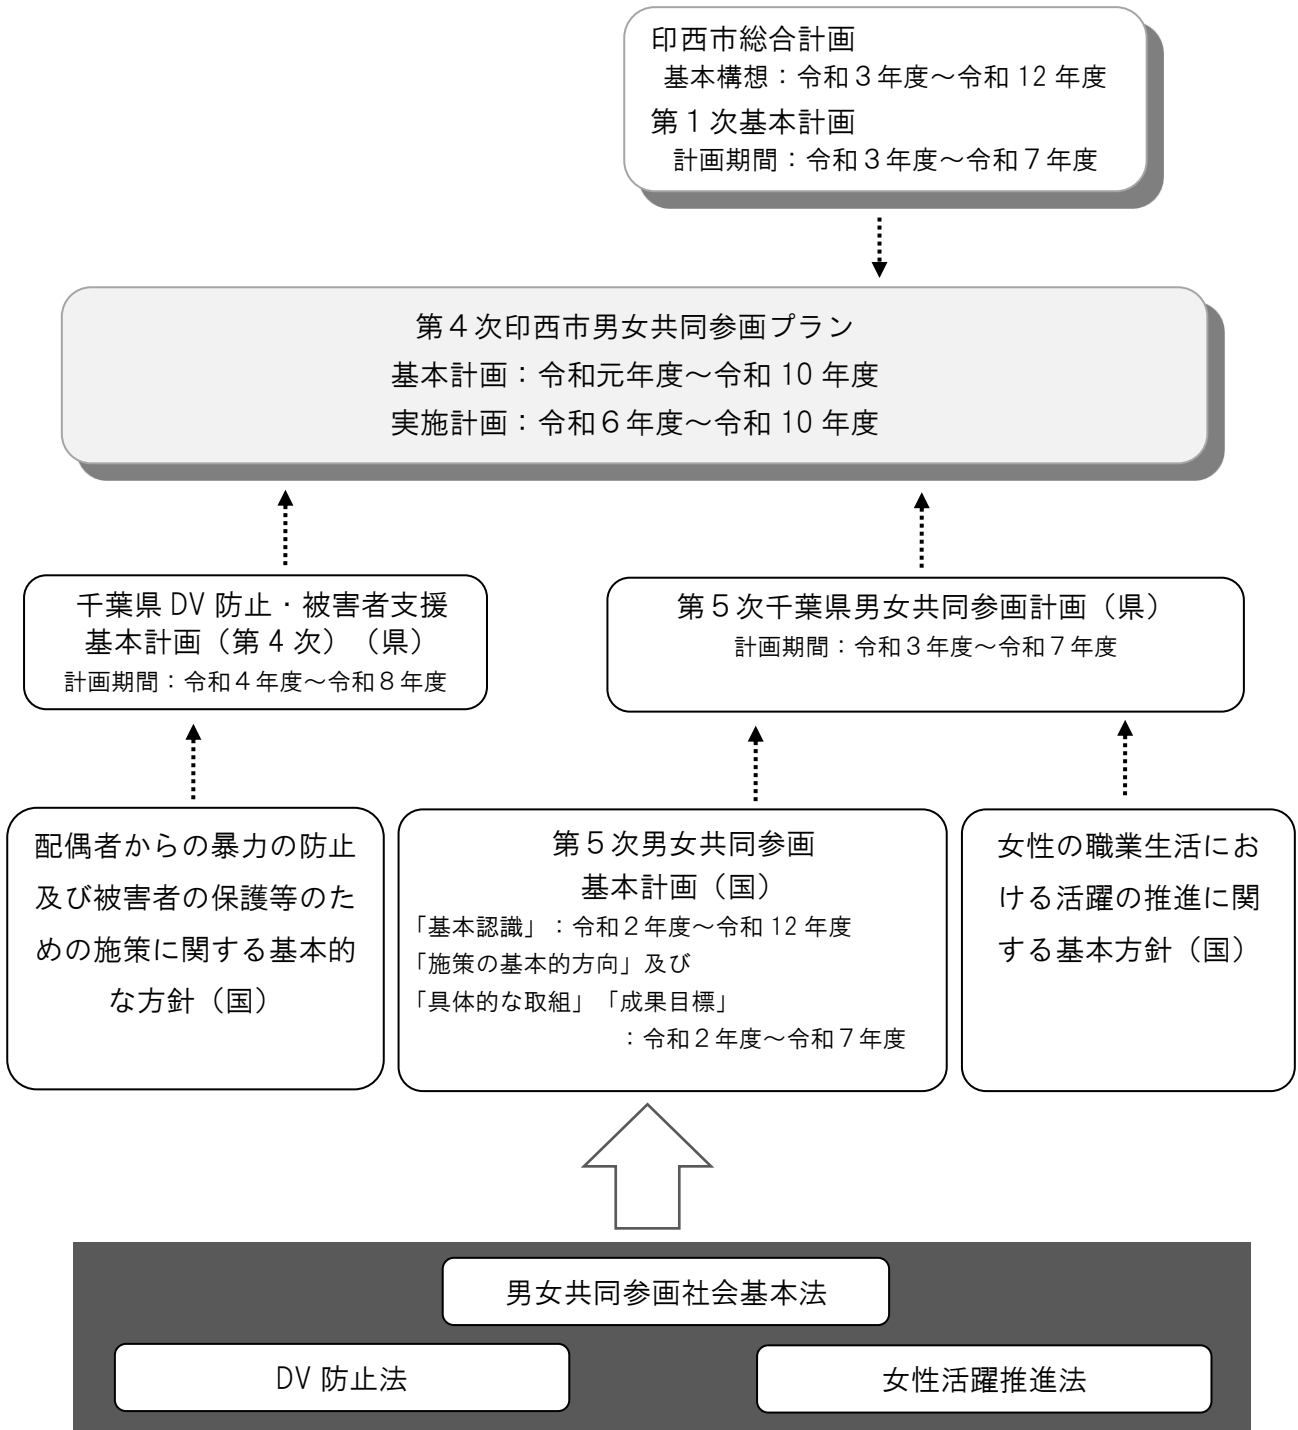 印西市総合計画
基本構想：令和３年度～令和 12 年度
第１次基本計画
計画期間：令和３年度～令和７年度
第４次印西市男女共同参画プラン
基本計画：令和元年度～令和 10 年度
実施計画：令和６年度～令和 10 年度
千葉県 DV 防止・被害者支援
基本計画（第 4 次）（県）
計画期間：令和４年度～令和８年度
第５次千葉県男女共同参画計画（県）
計画期間：令和３年度～令和７年度
配偶者からの暴力の防止
及び被害者の保護等のた
めの施策に関する基本的
な方針（国）
第５次男女共同参画
基本計画（国）
「基本認識」：令和２年度～令和 12 年度
「施策の基本的方向」及び
「具体的な取組」「成果目標」
：令和２年度～令和７年度
女性の職業生活にお
ける活躍の推進に関
する基本方針（国）
男女共同参画社会基本法
DV 防止法
女性活躍推進法